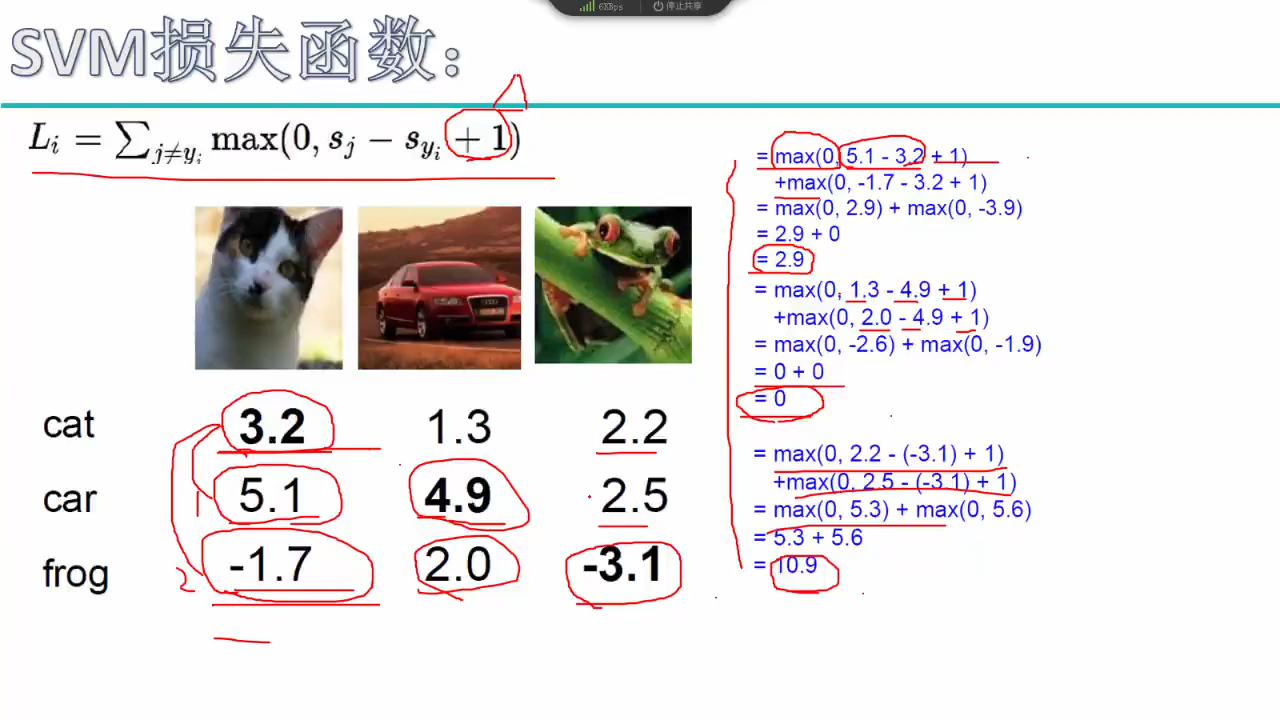 6KBps 停止共享
SVM损失函数：
Δ
L_i = ∑_{j≠y_i} max(0, s_j − s_{y_i} + 1)
= max(0, 5.1 - 3.2 + 1)
+max(0, -1.7 - 3.2 + 1)
= max(0, 2.9) + max(0, -3.9)
= 2.9 + 0
= 2.9
= max(0, 1.3 - 4.9 + 1)
+max(0, 2.0 - 4.9 + 1)
= max(0, -2.6) + max(0, -1.9)
= 0 + 0
= 0
= max(0, 2.2 - (-3.1) + 1)
+max(0, 2.5 - (-3.1) + 1)
= max(0, 5.3) + max(0, 5.6)
= 5.3 + 5.6
= 10.9
cat 3.2 1.3 2.2
1
car 5.1 4.9 2.5
2
frog -1.7 2.0 -3.1